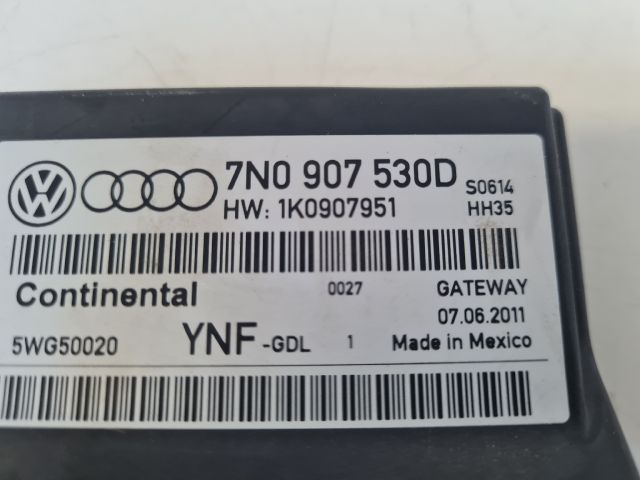 7N0 907 530D S0614
HW: 1K0907951 HH35
Continental 0027 GATEWAY
07.06.2011
5WG50020 YNF-GDL 1 Made in Mexico